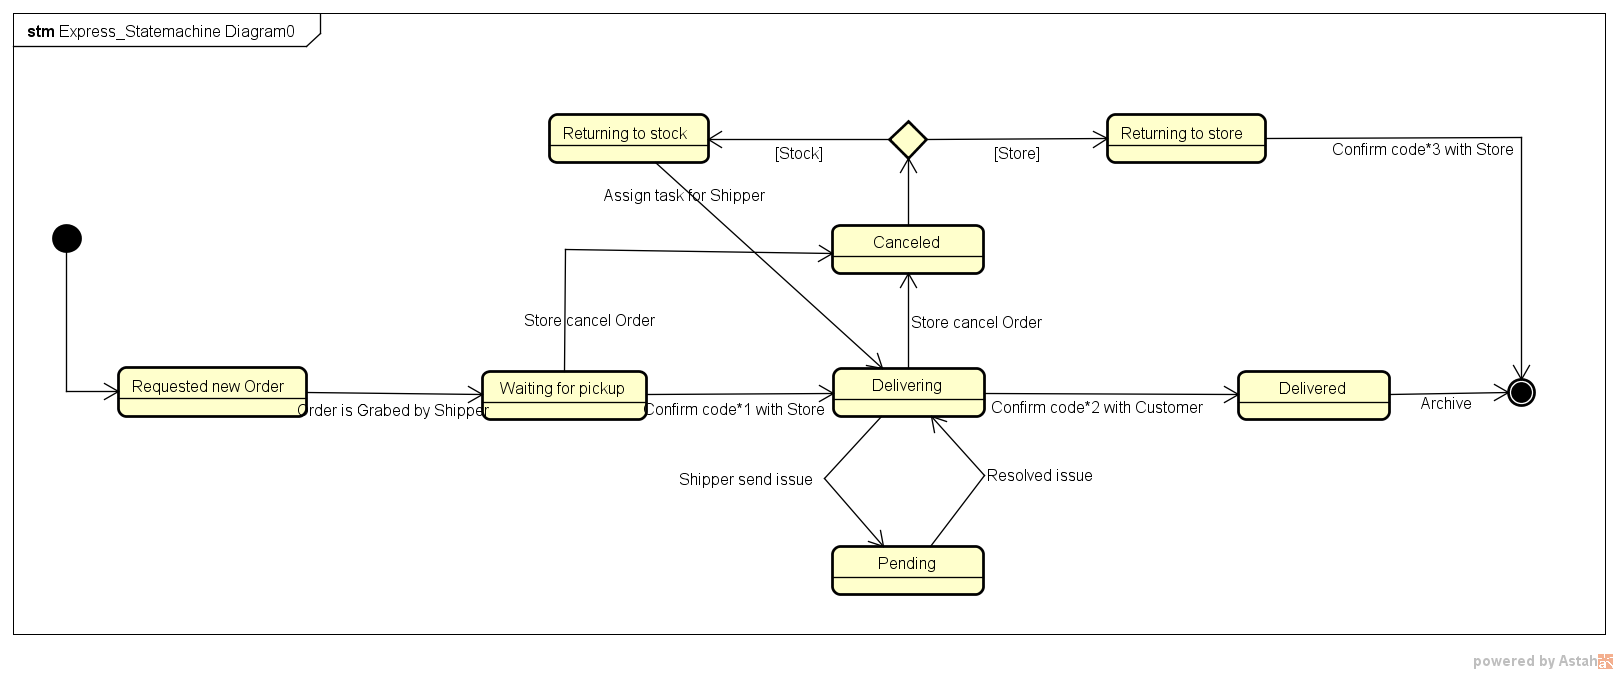 stm Express_Statemachine Diagram0
Returning to stock
[Stock]
[Store]
Returning to store
Confirm code*3 with Store
Assign task for Shipper
Canceled
Store cancel Order
Store cancel Order
Requested new Order
Order is Grabed by Shipper
Waiting for pickup
Confirm code*1 with Store
Delivering
Confirm code*2 with Customer
Delivered
Archive
Shipper send issue
Resolved issue
Pending
powered by Astah